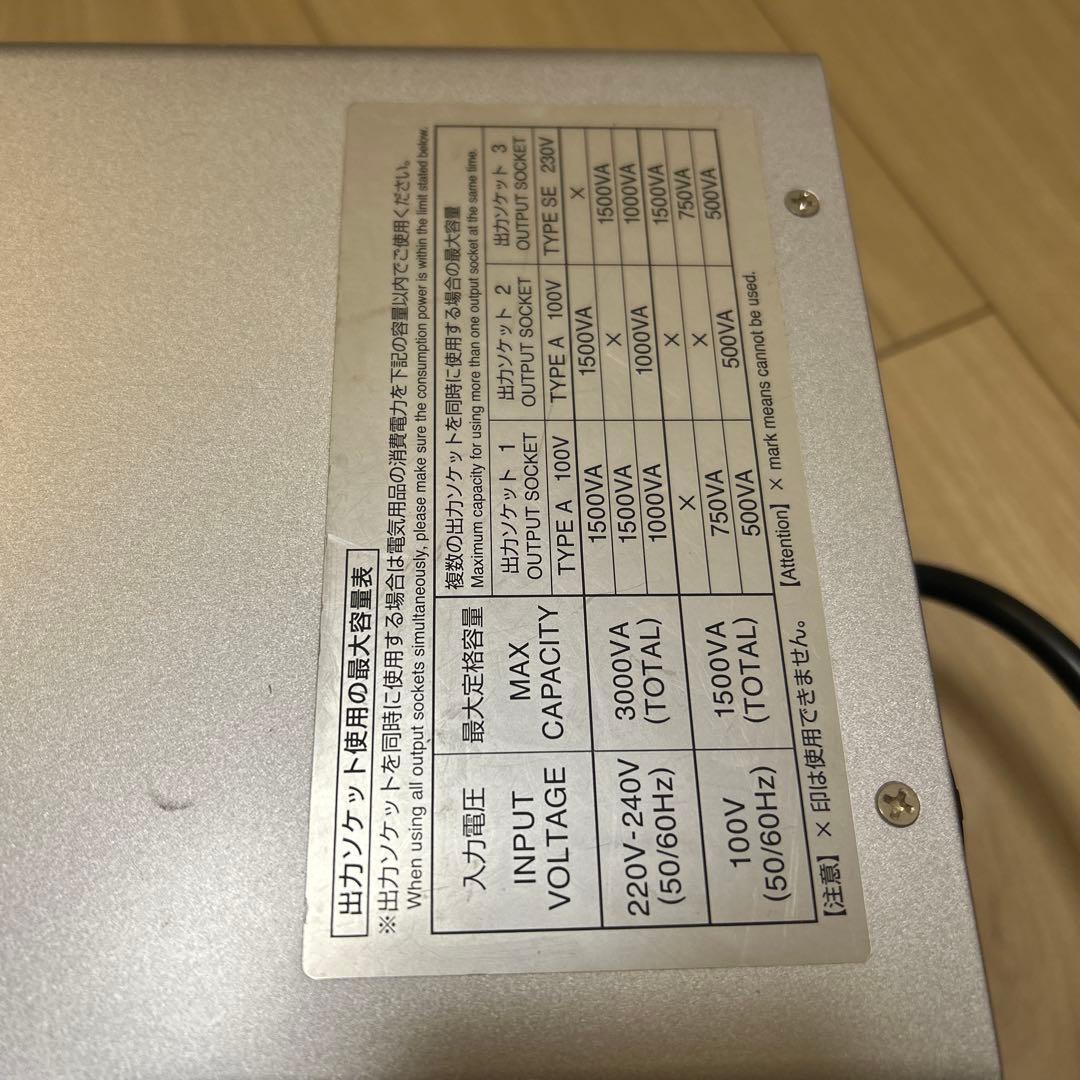 出力ソケット使用の最大容量表
※出力ソケットを同時に使用する場合は電気用品の消費電力を下記の容量以内でご使用ください。
When using all output sockets simultaneously, please make sure the consumption power is within the limit stated below.
入力電圧
INPUT
VOLTAGE
最大定格容量
MAX
CAPACITY
複数の出力ソケットを同時に使用する場合の最大容量
Maximum capacity for using more than one output socket at the same time.
出力ソケット 1
OUTPUT SOCKET
出力ソケット 2
OUTPUT SOCKET
出力ソケット 3
OUTPUT SOCKET
TYPE A 100V
TYPE A 100V
TYPE SE 230V
220V-240V
(50/60Hz)
3000VA
(TOTAL)
1500VA 1500VA ×
1500VA × 1500VA
1000VA 1000VA 1000VA
100V
(50/60Hz)
1500VA
(TOTAL)
× × 1500VA
750VA × 750VA
500VA 500VA 500VA
【注意】 × 印は使用できません。 【Attention】 × mark means cannot be used.